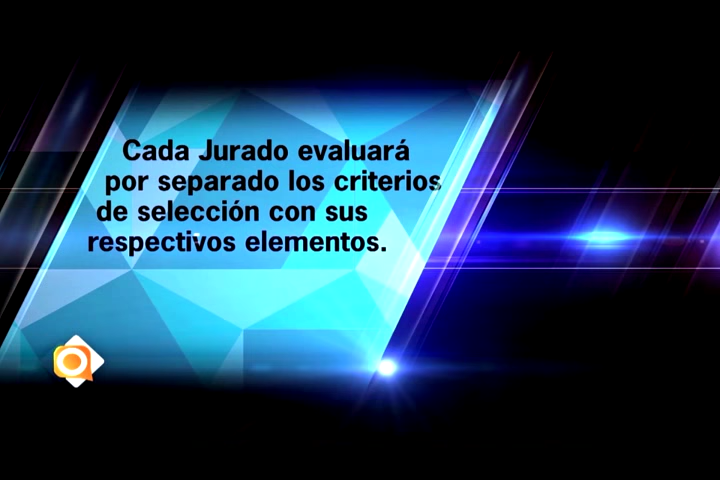 Cada Jurado evaluará
por separado los criterios
de selección con sus
respectivos elementos.